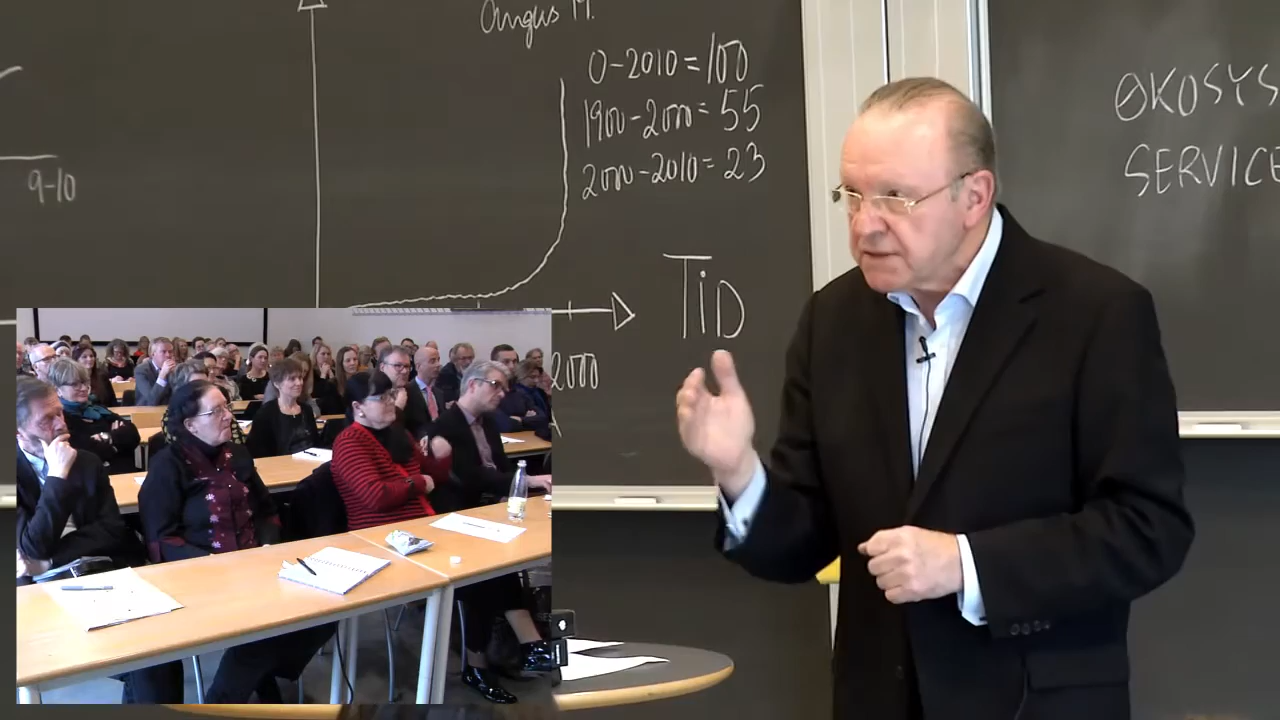 Angus M.
0-2010 = 100
1900-2000 = 55
2000-2010 = 23
9-10
TiD
2000
ØKOSYS
SERVICE